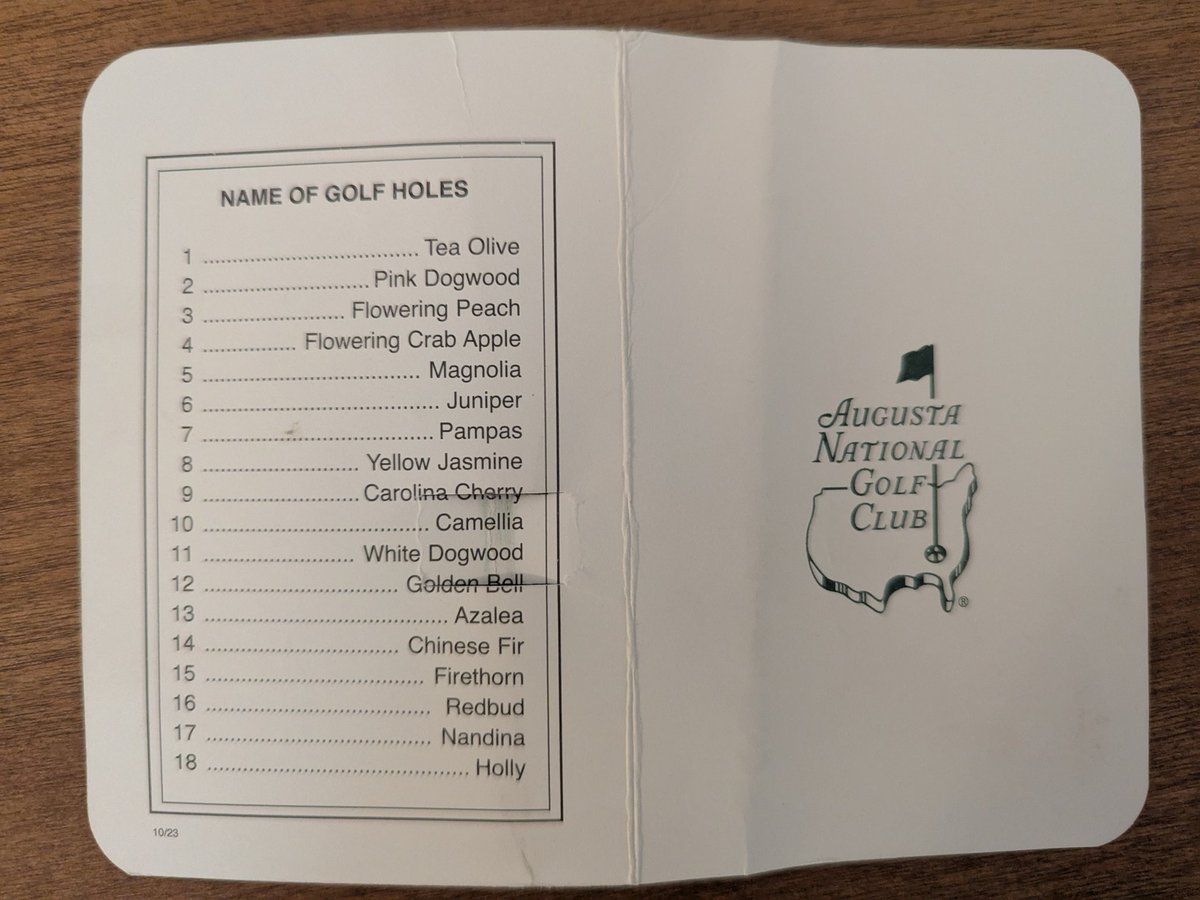 NAME OF GOLF HOLES
1 .................................... Tea Olive
2 ............................ Pink Dogwood
3 ........................ Flowering Peach
4 ................ Flowering Crab Apple
5 .................................... Magnolia
6 ....................................... Juniper
7 ...................................... Pampas
8 .......................... Yellow Jasmine
9 .......................... Carolina Cherry
10 ..................................... Camellia
11 ......................... White Dogwood
12 ................................ Golden Bell
13 ........................................ Azalea
14 ................................ Chinese Fir
15 .................................... Firethorn
16 ...................................... Redbud
17 ...................................... Nandina
18 ............................................ Holly
10/23
AUGUSTA
NATIONAL
GOLF
CLUB
®